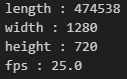 length : 474538
width : 1280
height : 720
fps : 25.0